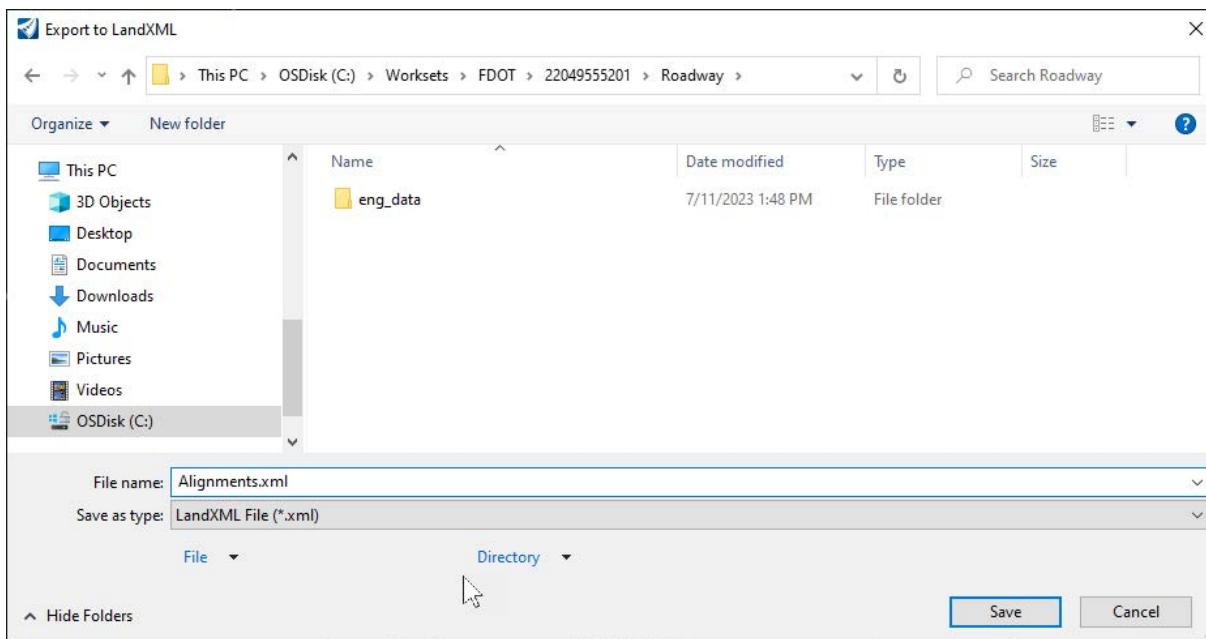 Export to LandXML
This PC > OSDisk (C:) > Worksets > FDOT > 22049555201 > Roadway >
Search Roadway
Organize
New folder
?
Name
Date modified
Type
Size
This PC
3D Objects
Desktop
Documents
Downloads
Music
Pictures
Videos
OSDisk (C:)
eng_data
7/11/2023 1:48 PM
File folder
File name: Alignments.xml
Save as type: LandXML File (*.xml)
File
Directory
Hide Folders
Save
Cancel